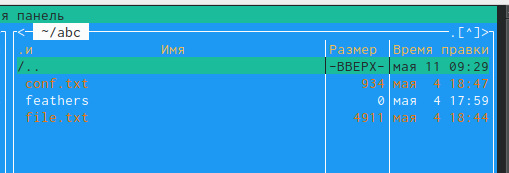 я панель
<- ~/abc .[^]>
.и Имя Размер Время правки
/.. -ВВЕРХ- мая 11 09:29
conf.txt 934 мая 4 18:47
feathers 0 мая 4 17:59
file.txt 4911 мая 4 18:44